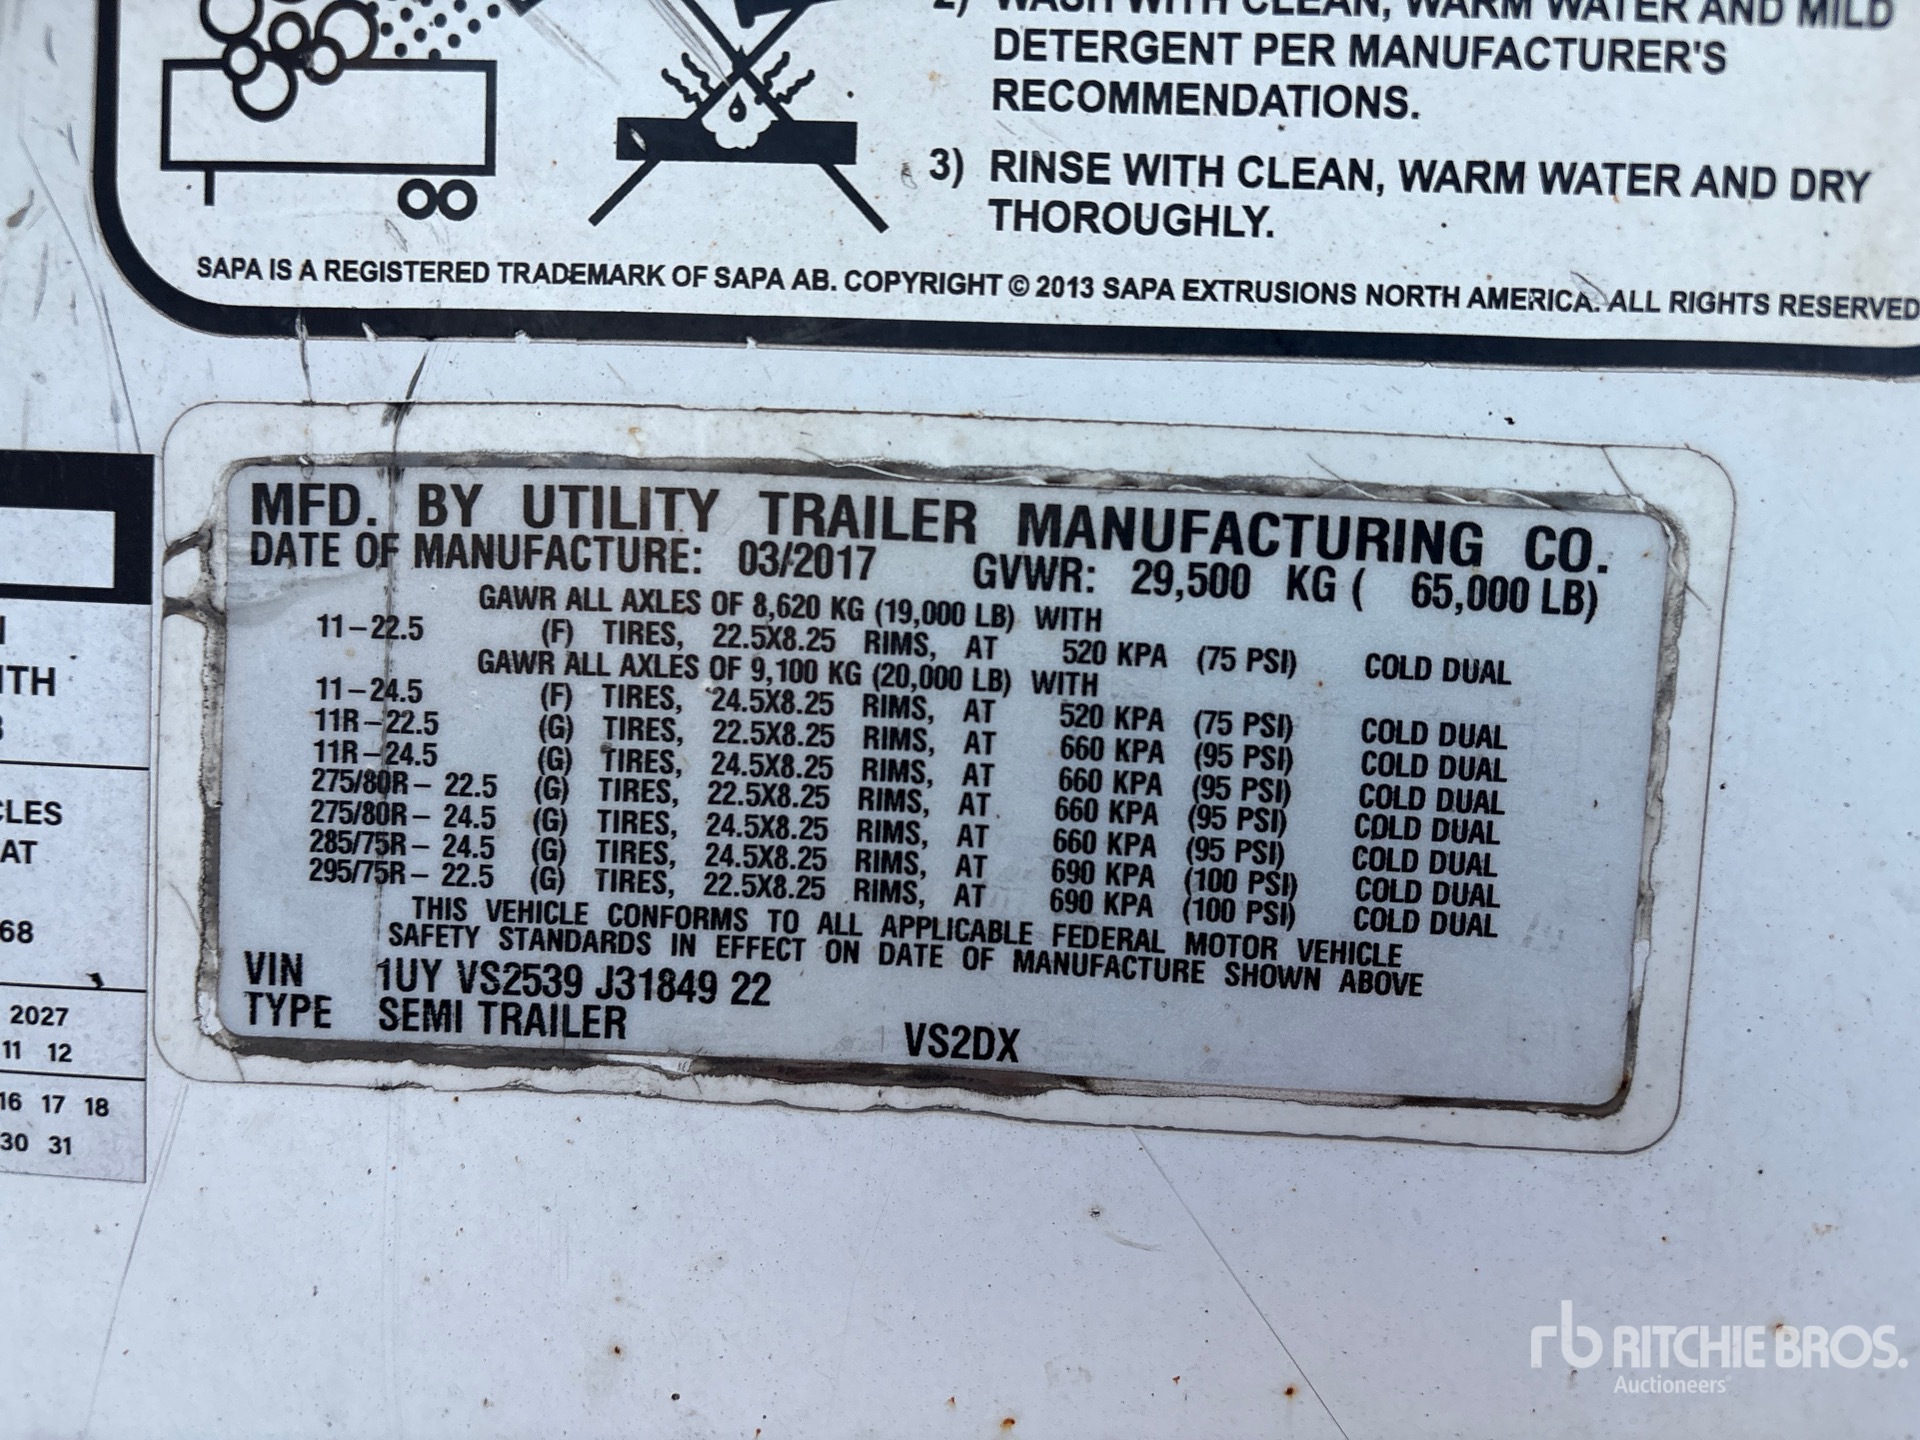 2) WASH WITH CLEAN, WARM WATER AND MILD
DETERGENT PER MANUFACTURER'S
RECOMMENDATIONS.
3) RINSE WITH CLEAN, WARM WATER AND DRY
THOROUGHLY.
SAPA IS A REGISTERED TRADEMARK OF SAPA AB. COPYRIGHT © 2013 SAPA EXTRUSIONS NORTH AMERICA. ALL RIGHTS RESERVED
MFD. BY UTILITY TRAILER MANUFACTURING CO.
DATE OF MANUFACTURE: 03/2017 GVWR: 29,500 KG ( 65,000 LB)
GAWR ALL AXLES OF 8,620 KG (19,000 LB) WITH
11-22.5 (F) TIRES, 22.5X8.25 RIMS, AT 520 KPA (75 PSI) COLD DUAL
GAWR ALL AXLES OF 9,100 KG (20,000 LB) WITH
11-24.5 (F) TIRES, 24.5X8.25 RIMS, AT 520 KPA (75 PSI) COLD DUAL
11R-22.5 (G) TIRES, 22.5X8.25 RIMS, AT 660 KPA (95 PSI) COLD DUAL
11R-24.5 (G) TIRES, 24.5X8.25 RIMS, AT 660 KPA (95 PSI) COLD DUAL
275/80R- 22.5 (G) TIRES, 22.5X8.25 RIMS, AT 660 KPA (95 PSI) COLD DUAL
275/80R- 24.5 (G) TIRES, 24.5X8.25 RIMS, AT 660 KPA (95 PSI) COLD DUAL
285/75R- 24.5 (G) TIRES, 24.5X8.25 RIMS, AT 690 KPA (100 PSI) COLD DUAL
295/75R- 22.5 (G) TIRES, 22.5X8.25 RIMS, AT 690 KPA (100 PSI) COLD DUAL
THIS VEHICLE CONFORMS TO ALL APPLICABLE FEDERAL MOTOR VEHICLE
SAFETY STANDARDS IN EFFECT ON DATE OF MANUFACTURE SHOWN ABOVE
VIN 1UY VS2539 J31849 22
TYPE SEMI TRAILER VS2DX
ITH
CLES
AT
68
2027
11 12
16 17 18
30 31
rb RITCHIE BROS.
Auctioneers